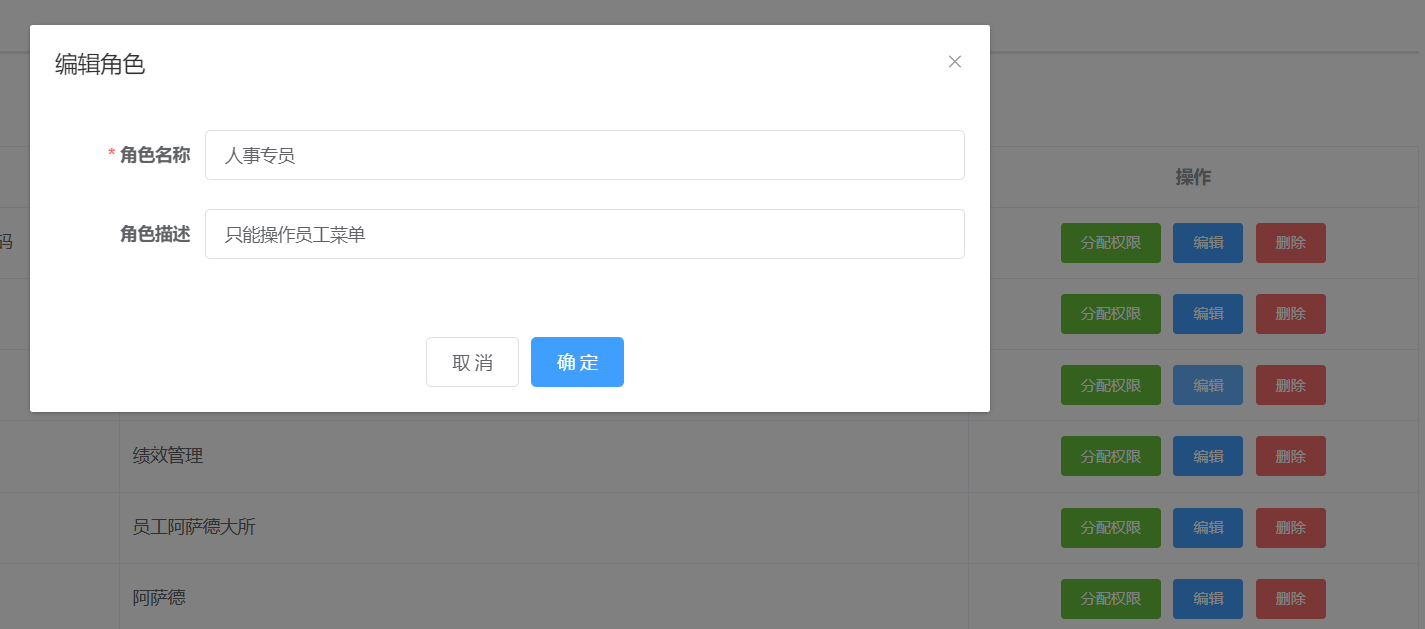 编辑角色
* 角色名称 人事专员
角色描述 只能操作员工菜单
取 消 确 定
操作
码 分配权限 编辑 删除
分配权限 编辑 删除
分配权限 编辑 删除
绩效管理 分配权限 编辑 删除
员工阿萨德大所 分配权限 编辑 删除
阿萨德 分配权限 编辑 删除